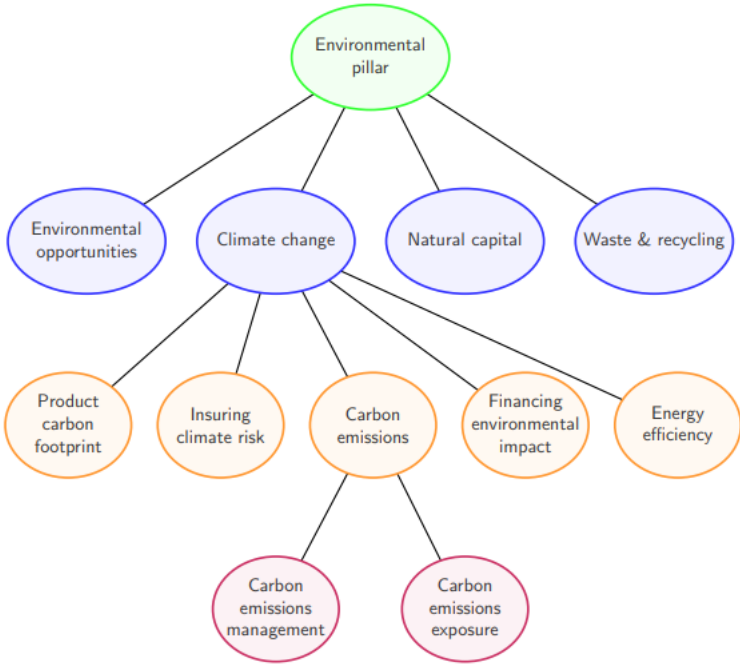 Environmental
pillar
Environmental
opportunities
Climate change
Natural capital
Waste & recycling
Product
carbon
footprint
Insuring
climate risk
Carbon
emissions
Financing
environmental
impact
Energy
efficiency
Carbon
emissions
management
Carbon
emissions
exposure